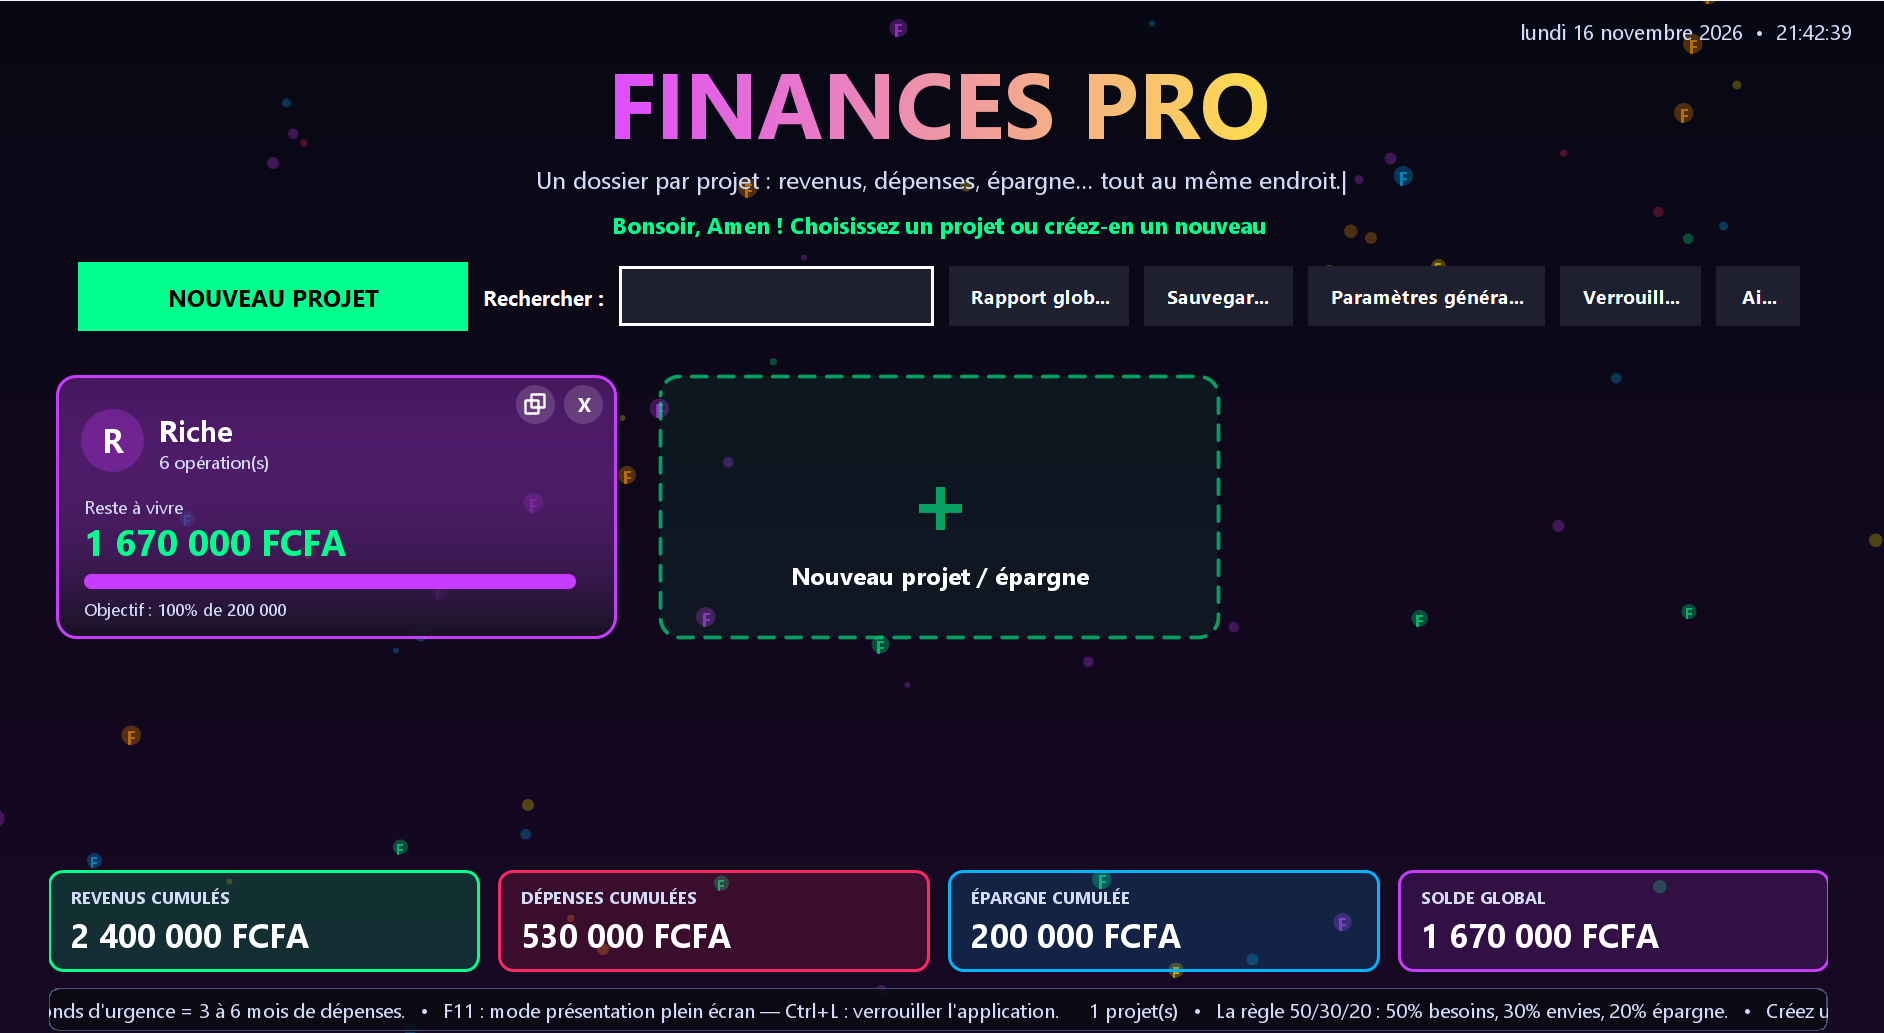 lundi 16 novembre 2026 • 21:42:39
FINANCES PRO
Un dossier par projet : revenus, dépenses, épargne... tout au même endroit.|
Bonsoir, Amen ! Choisissez un projet ou créez-en un nouveau
NOUVEAU PROJET
Rechercher :
Rapport glob...
Sauvegar...
Paramètres généra...
Verrouill...
Ai...
R
Riche
6 opération(s)
X
Reste à vivre
1 670 000 FCFA
Objectif : 100% de 200 000
+
Nouveau projet / épargne
REVENUS CUMULÉS
2 400 000 FCFA
DÉPENSES CUMULÉES
530 000 FCFA
ÉPARGNE CUMULÉE
200 000 FCFA
SOLDE GLOBAL
1 670 000 FCFA
onds d'urgence = 3 à 6 mois de dépenses. • F11 : mode présentation plein écran — Ctrl+L : verrouiller l'application. 1 projet(s) • La règle 50/30/20 : 50% besoins, 30% envies, 20% épargne. • Créez u